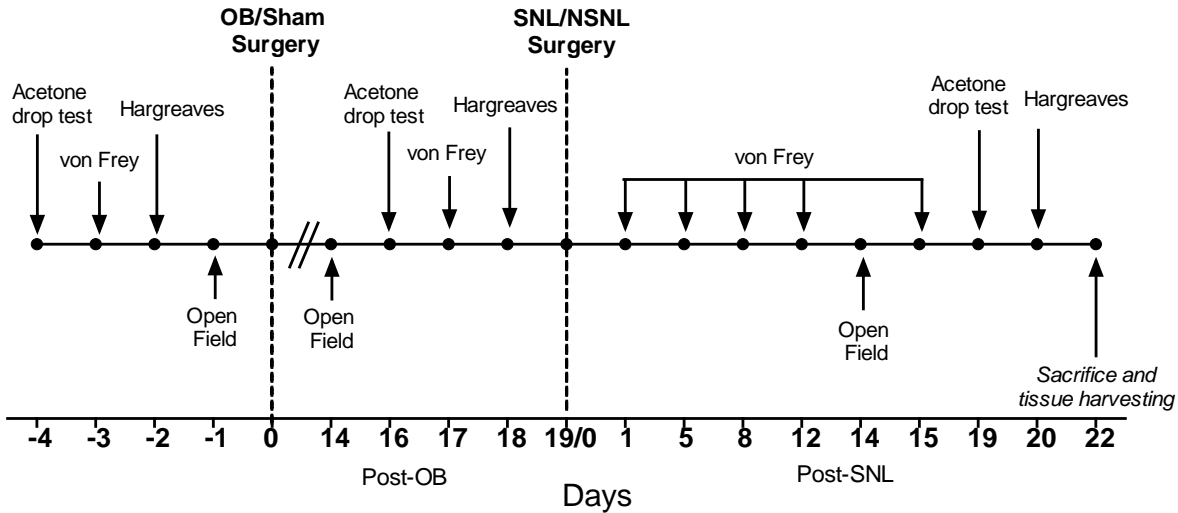 OB/Sham
Surgery
SNL/NSNL
Surgery
Acetone
drop test
Hargreaves
von Frey
Acetone
drop test
Hargreaves
von Frey
von Frey
Acetone
drop test
Hargreaves
Open
Field
Open
Field
Open
Field
Sacrifice and
tissue harvesting
-4 -3 -2 -1 0 14 16 17 18 19/0 1 5 8 12 14 15 19 20 22
Post-OB
Post-SNL
Days